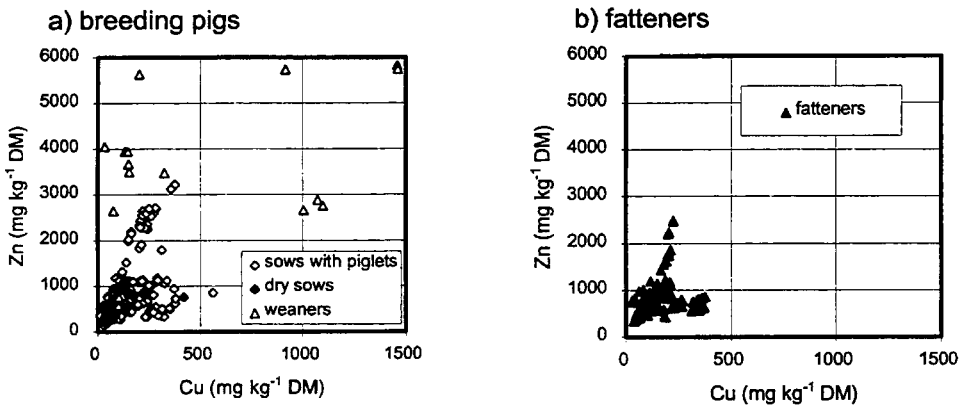 a) breeding pigs
6000
5000
4000
3000
2000
1000
0
Zn (mg kg⁻¹ DM)
◇ sows with piglets
◆ dry sows
△ weaners
0 500 1000 1500
Cu (mg kg⁻¹ DM)
b) fatteners
6000
5000
4000
3000
2000
1000
0
Zn (mg kg⁻¹ DM)
▲ fatteners
0 500 1000 1500
Cu (mg kg⁻¹ DM)